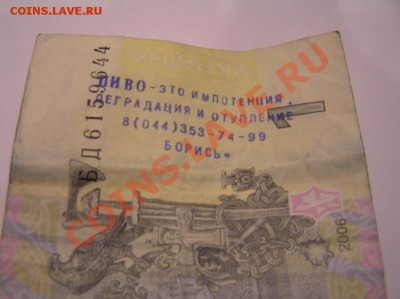 COINS.LAVE.RU
ПИВО - ЭТО ИМПОТЕНЦИЯ,
ДЕГРАДАЦИЯ И ОТУПЛЕНИЕ
8(044)353-74-99
БОРИСЬ!
БД6159644
2006
COINS.LAVE.RU